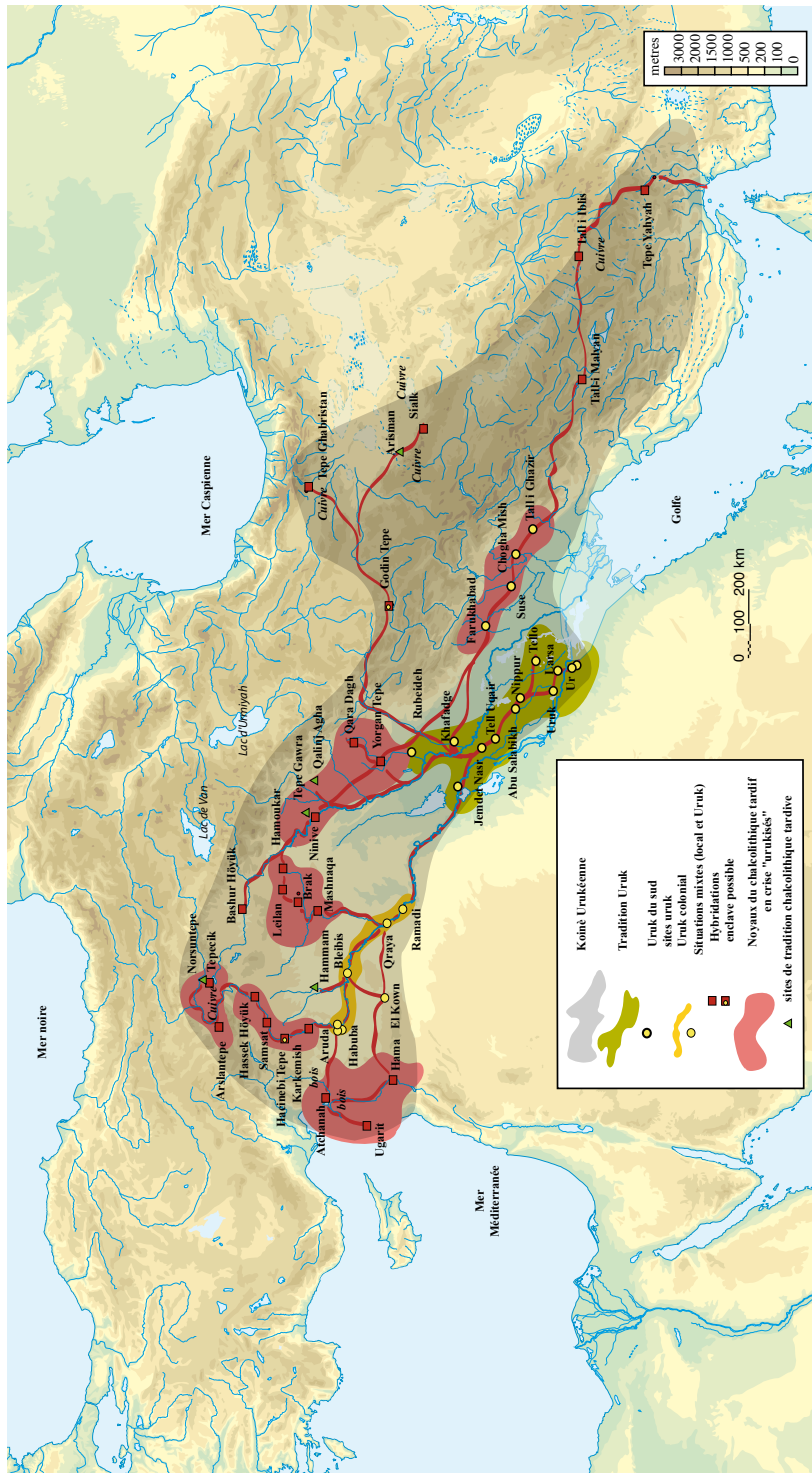 Mer noire
Mer Caspienne
Lac de Van
Lac d'Urmiyah
Mer
Méditerranée
Golfe
Norsuntepe
Tepecik
Cuivre
Arslantepe
Hassek Höyük
Samsat
Hacinebi Tepe
Karkemish
bois
Atchanah
bois
Ugarit
Hama
Aruda
Habuba
El Kown
Hammam
Bleibis
Qraya
Ramadi
Bashur Höyük
Leilan
Brak
Mashnaqa
Hamoukar
Ninive
Tepe Gawra
Qalinj Agha
Qara Dagh
Yorgan Tepe
Rubeideh
Khafadge
Jemdet Nasr
Tell Uqair
Abu Salabikh
Nippur
Uruk
Tello
Larsa
Ur
Godin Tepe
Cuivre
Tepe Ghabristan
Arisman
Cuivre
Cuivre
Sialk
Farukhabad
Suse
Chogha Mish
Tall i Ghazir
Tall-i Malyan
Tall i Iblis
Cuivre
Tepe Yahyah
0 100 200 km
metres
3000
2000
1500
1000
500
200
100
0
Koinè Urukéenne
Tradition Uruk
Uruk du sud
sites uruk
Uruk colonial
Situations mixtes (local et Uruk)
Hybridations
enclave possible
Noyaux du chalcolithique tardif
en crise "urukisés"
sites de tradition chalcolithique tardive